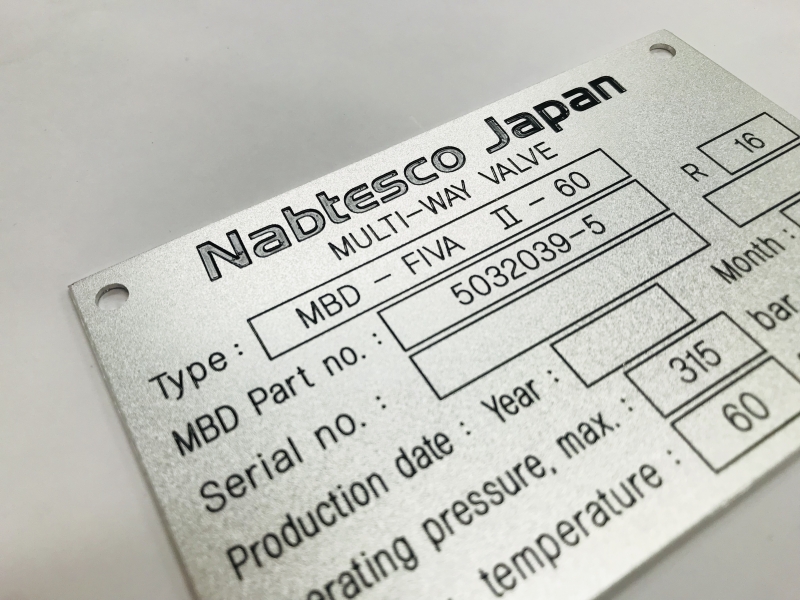 Nabtesco Japan
MULTI-WAY VALVE
Type: MBD - FIVA II - 60
MBD Part no. : 5032039-5 R 16
Serial no. :
Production date : Year : Month :
erating pressure, max. : 315 bar
temperature : 60